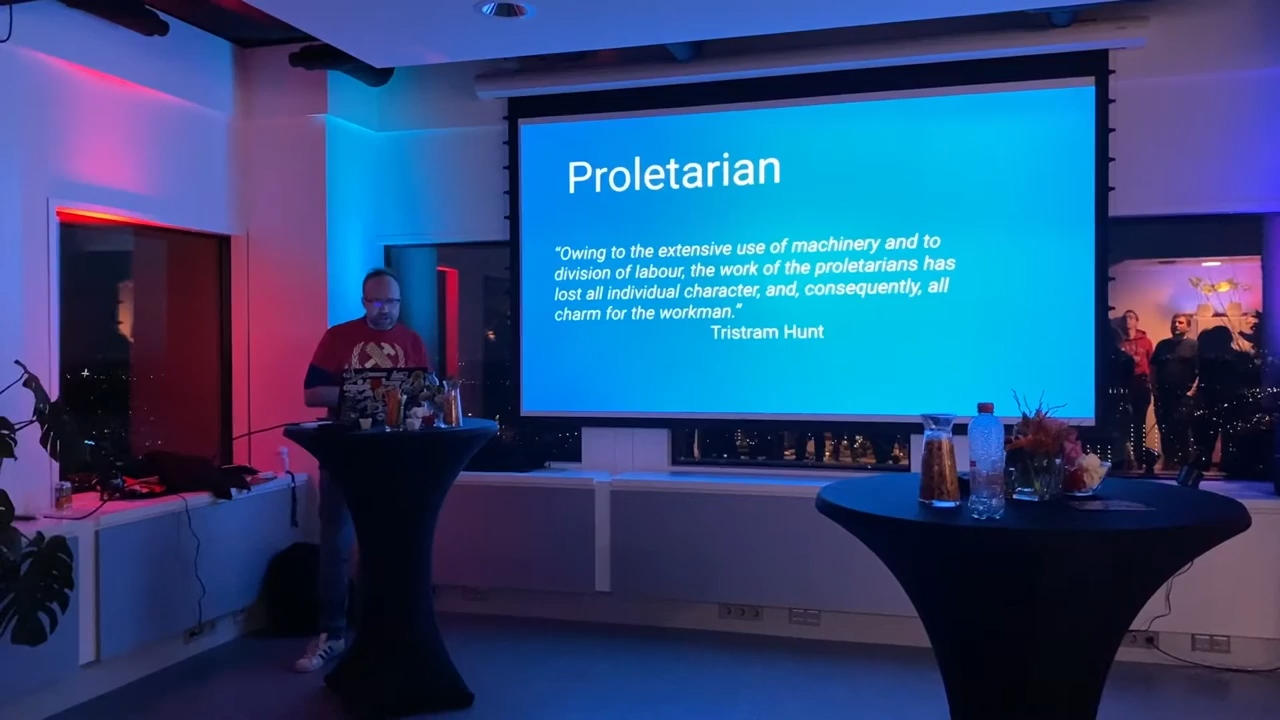 Proletarian
“Owing to the extensive use of machinery and to
division of labour, the work of the proletarians has
lost all individual character, and, consequently, all
charm for the workman.”
Tristram Hunt